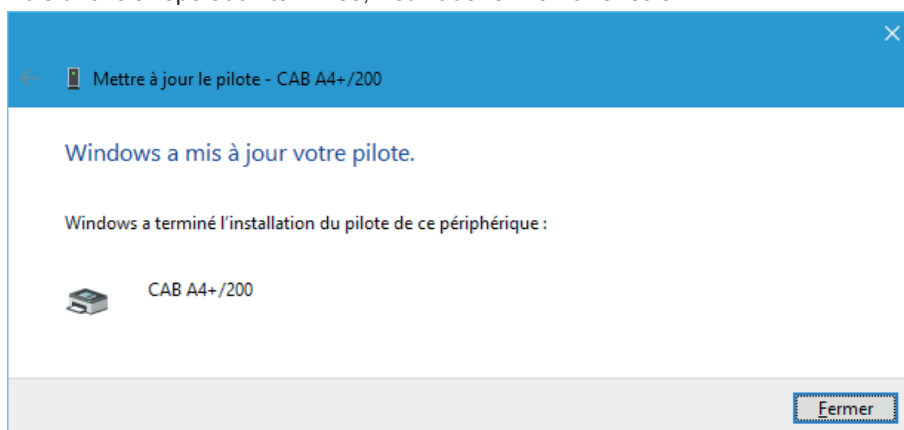 Mettre à jour le pilote - CAB A4+/200
Windows a mis à jour votre pilote.
Windows a terminé l'installation du pilote de ce périphérique :
CAB A4+/200
Fermer